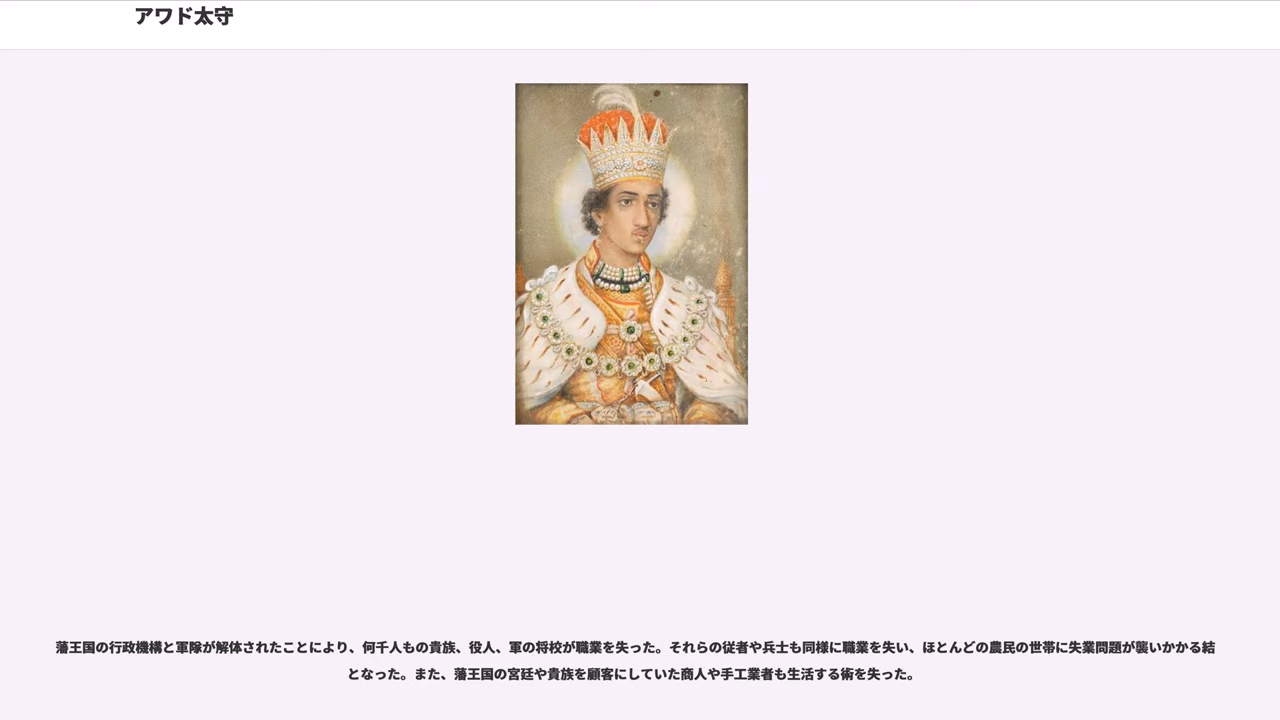 アワド太守
藩王国の行政機構と軍隊が解体されたことにより、何千人もの貴族、役人、軍の将校が職業を失った。それらの従者や兵士も同様に職業を失い、ほとんどの農民の世帯に失業問題が襲いかかる結
となった。また、藩王国の宮廷や貴族を顧客にしていた商人や手工業者も生活する術を失った。